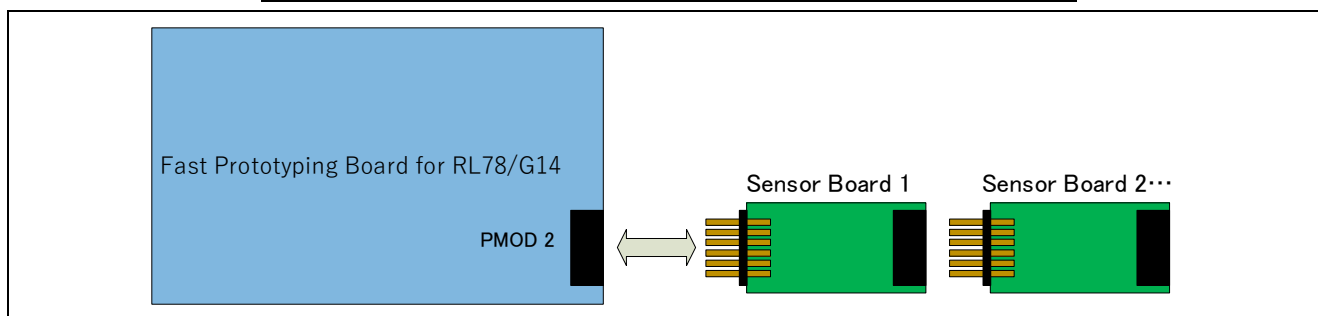 Fast Prototyping Board for RL78/G14
PMOD 2
Sensor Board 1
Sensor Board 2･･･